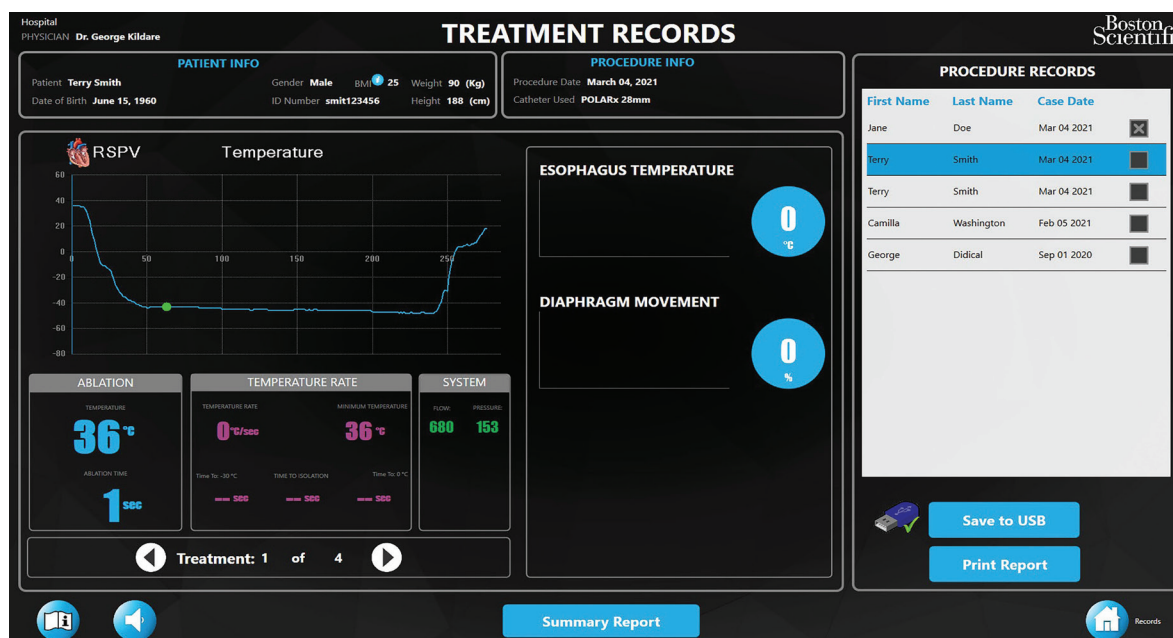 Hospital
PHYSICIAN Dr. George Kildare
TREATMENT RECORDS
Boston
Scientifi
PATIENT INFO
Patient Terry Smith Gender Male BMI 25 Weight 90 (Kg)
Date of Birth June 15, 1960 ID Number smit123456 Height 188 (cm)
PROCEDURE INFO
Procedure Date March 04, 2021
Catheter Used POLARx 28mm
RSPV Temperature
60
40
20
0
-20
-40
-60
-80
0 50 100 150 200 250
ABLATION
TEMPERATURE
36 °C
ABLATION TIME
1 sec
TEMPERATURE RATE
TEMPERATURE RATE MINIMUM TEMPERATURE
0 °C/sec 36 °C
Time To: -30 °C TIME TO ISOLATION Time To: 0 °C
-- sec -- sec -- sec
SYSTEM
FLOW: PRESSURE:
680 153
Treatment: 1 of 4
ESOPHAGUS TEMPERATURE
0
°C
DIAPHRAGM MOVEMENT
0
%
PROCEDURE RECORDS
First Name Last Name Case Date
Jane Doe Mar 04 2021
Terry Smith Mar 04 2021
Terry Smith Mar 04 2021
Camilla Washington Feb 05 2021
George Didical Sep 01 2020
Save to USB
Print Report
Summary Report
Records